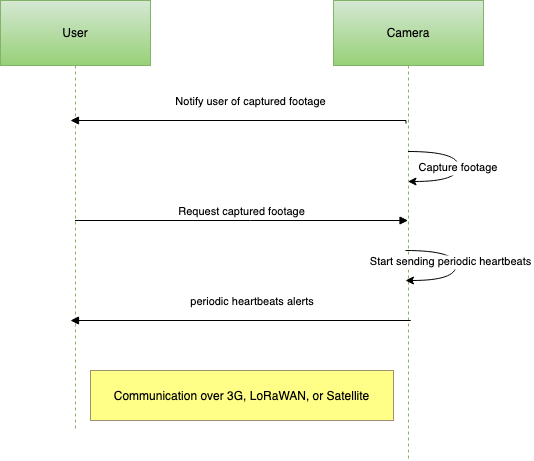 User
Camera
Notify user of captured footage
Capture footage
Request captured footage
Start sending periodic heartbeats
periodic heartbeats alerts
Communication over 3G, LoRaWAN, or Satellite